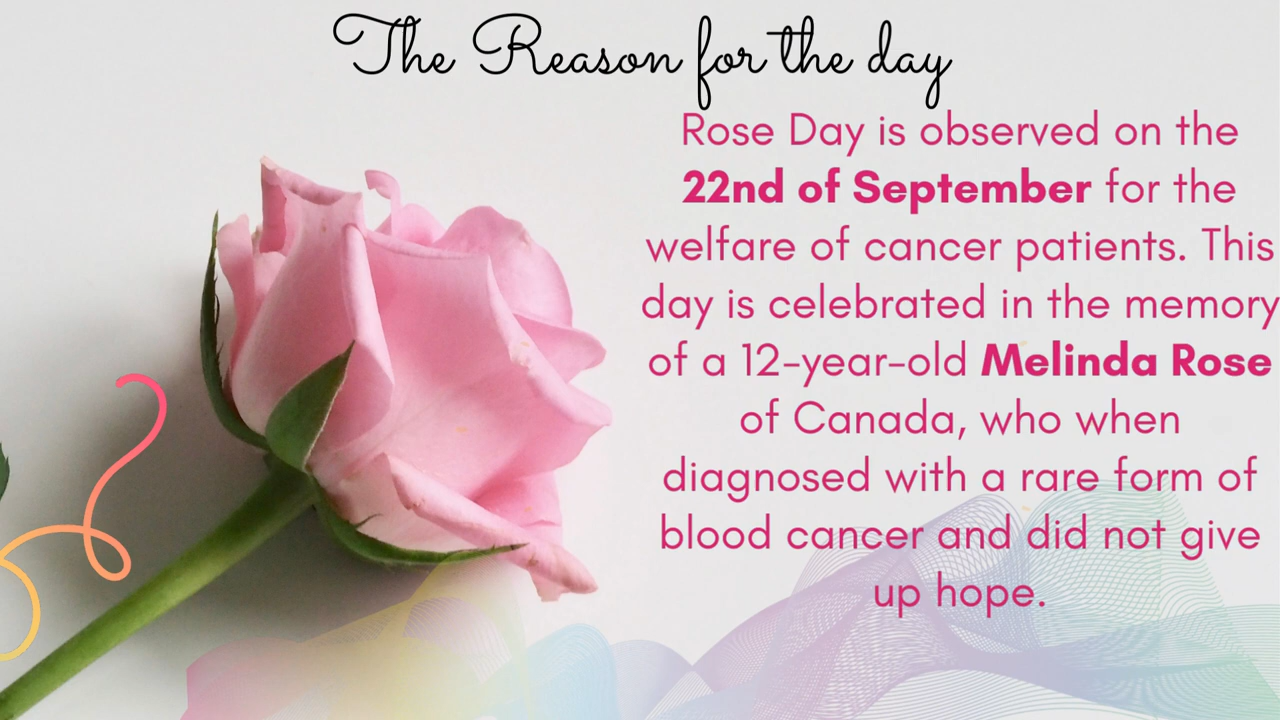 The Reason for the day
Rose Day is observed on the
22nd of September for the
welfare of cancer patients. This
day is celebrated in the memory
of a 12-year-old Melinda Rose
of Canada, who when
diagnosed with a rare form of
blood cancer and did not give
up hope.